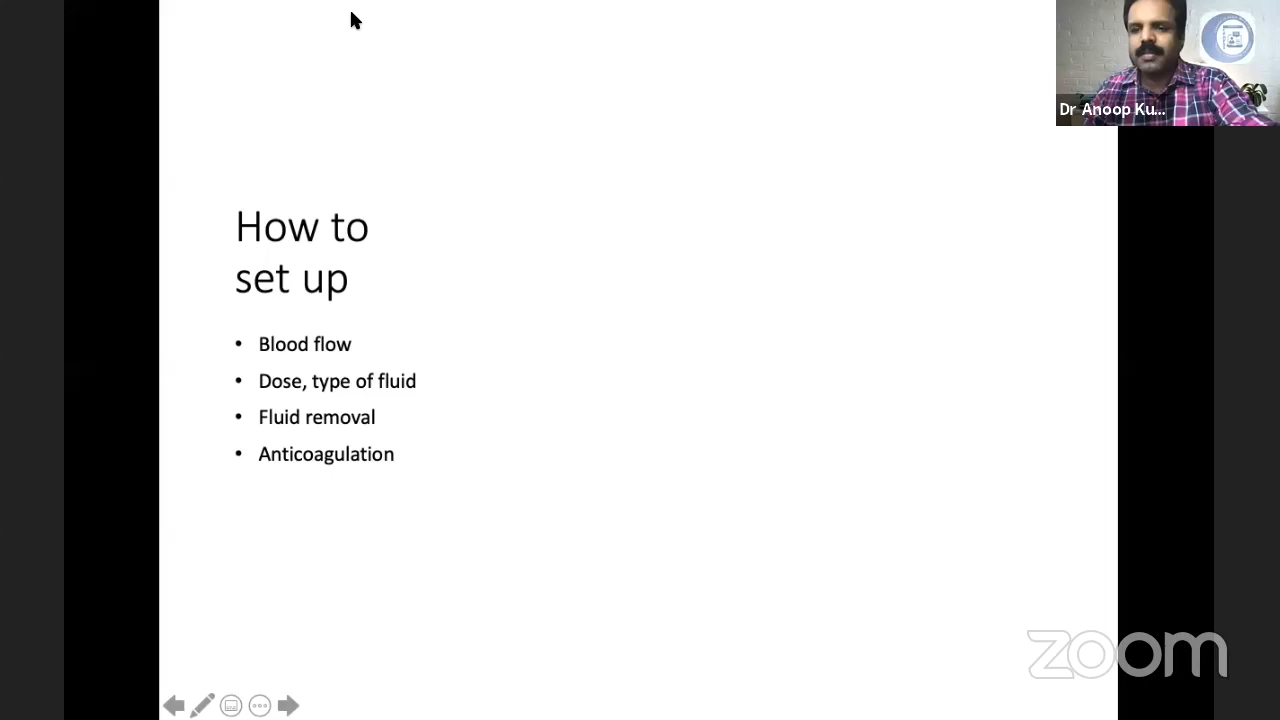 Dr Anoop Ku...
How to
set up
• Blood flow
• Dose, type of fluid
• Fluid removal
• Anticoagulation
zoom